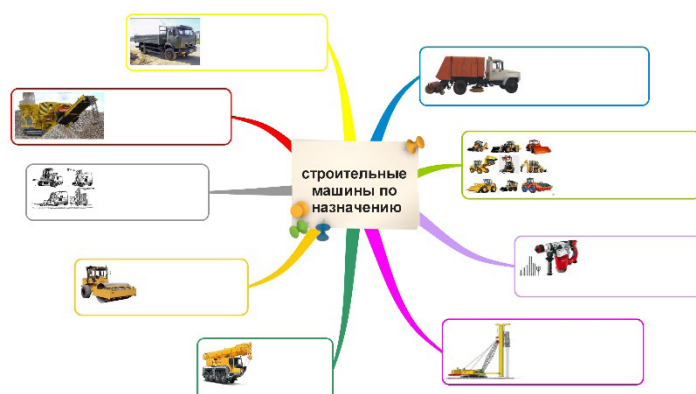 строительные
машины по
назначению